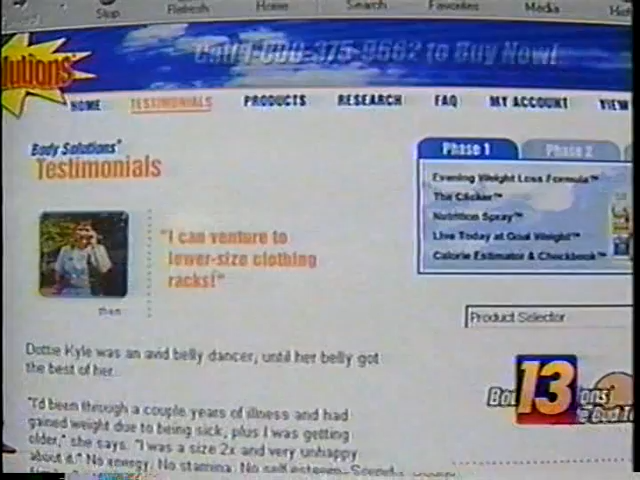 Stop Refresh Home Search Favorites Media
Call 1-800-375-9662 to Buy Now!
lutions
HOME TESTIMONIALS PRODUCTS RESEARCH FAQ MY ACCOUNT VIEW
Body Solutions
Testimonials
Phase 1 Phase 2
Evening Weight Loss Formula™
The Clicker™
Nutrition Spray™
Live Today at Goal Weight™
Calorie Estimator & Checkbook™
"I can venture to
lower-size clothing
racks!"
then
Product Selector
Dottie Kyle was an avid belly dancer, until her belly got
the best of her.
13
"I'd been through a couple years of illness and had
gained weight due to being sick, plus I was getting
older," she says. "I was a size 2x and very unhappy
about it." No energy. No stamina. No self esteem.